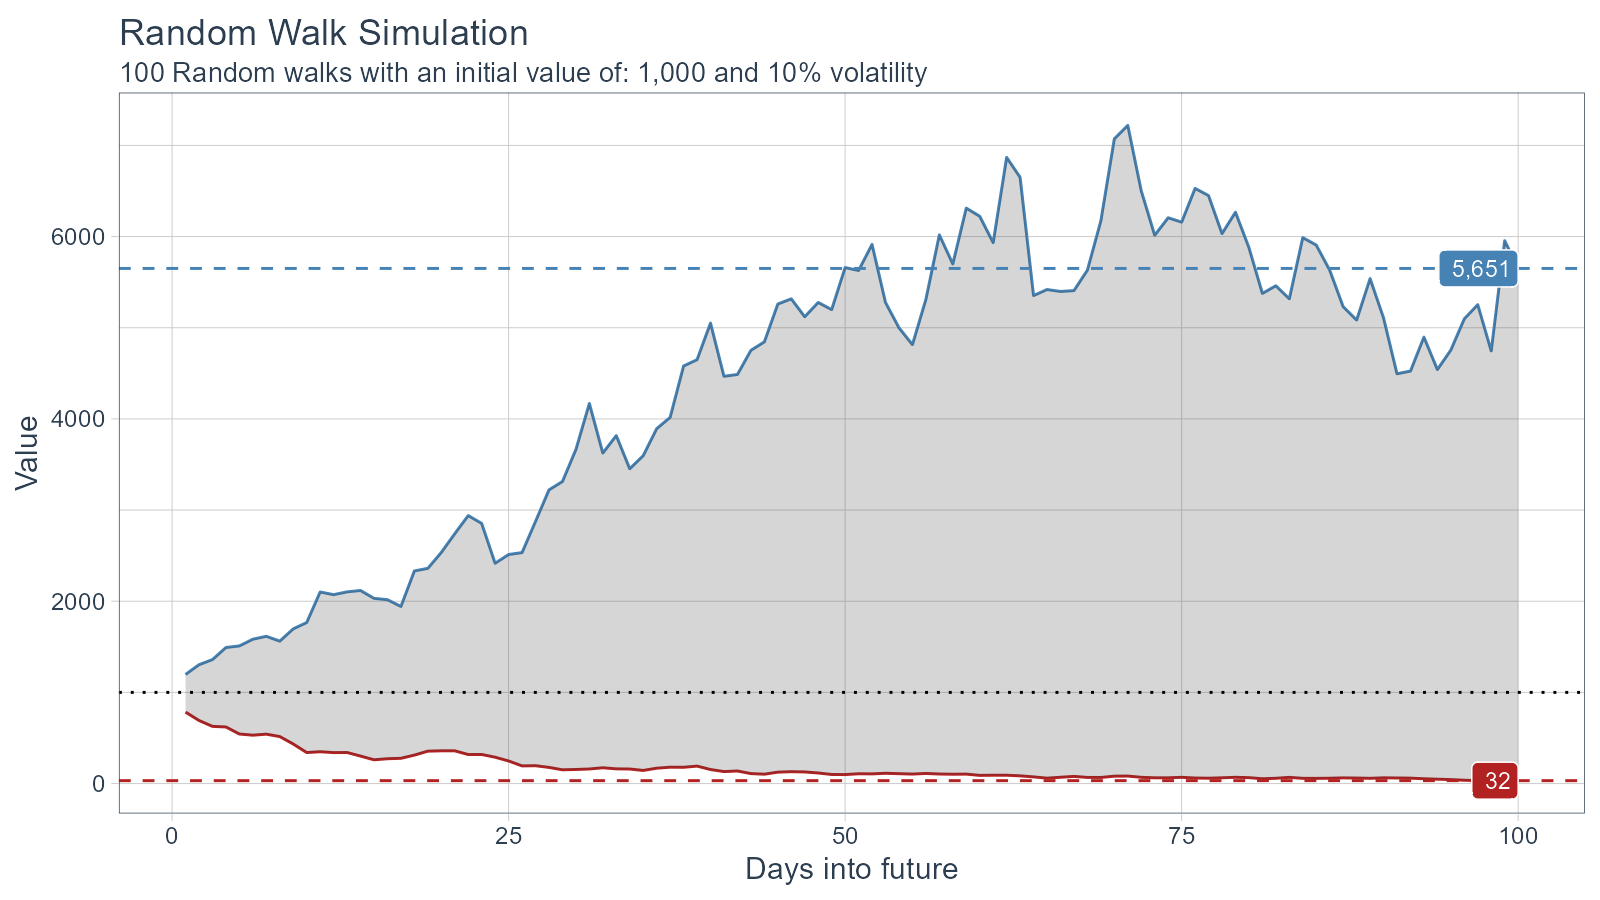 Random Walk Simulation
100 Random walks with an initial value of: 1,000 and 10% volatility
Value
6000
4000
2000
0
5,651
32
0
25
50
75
100
Days into future